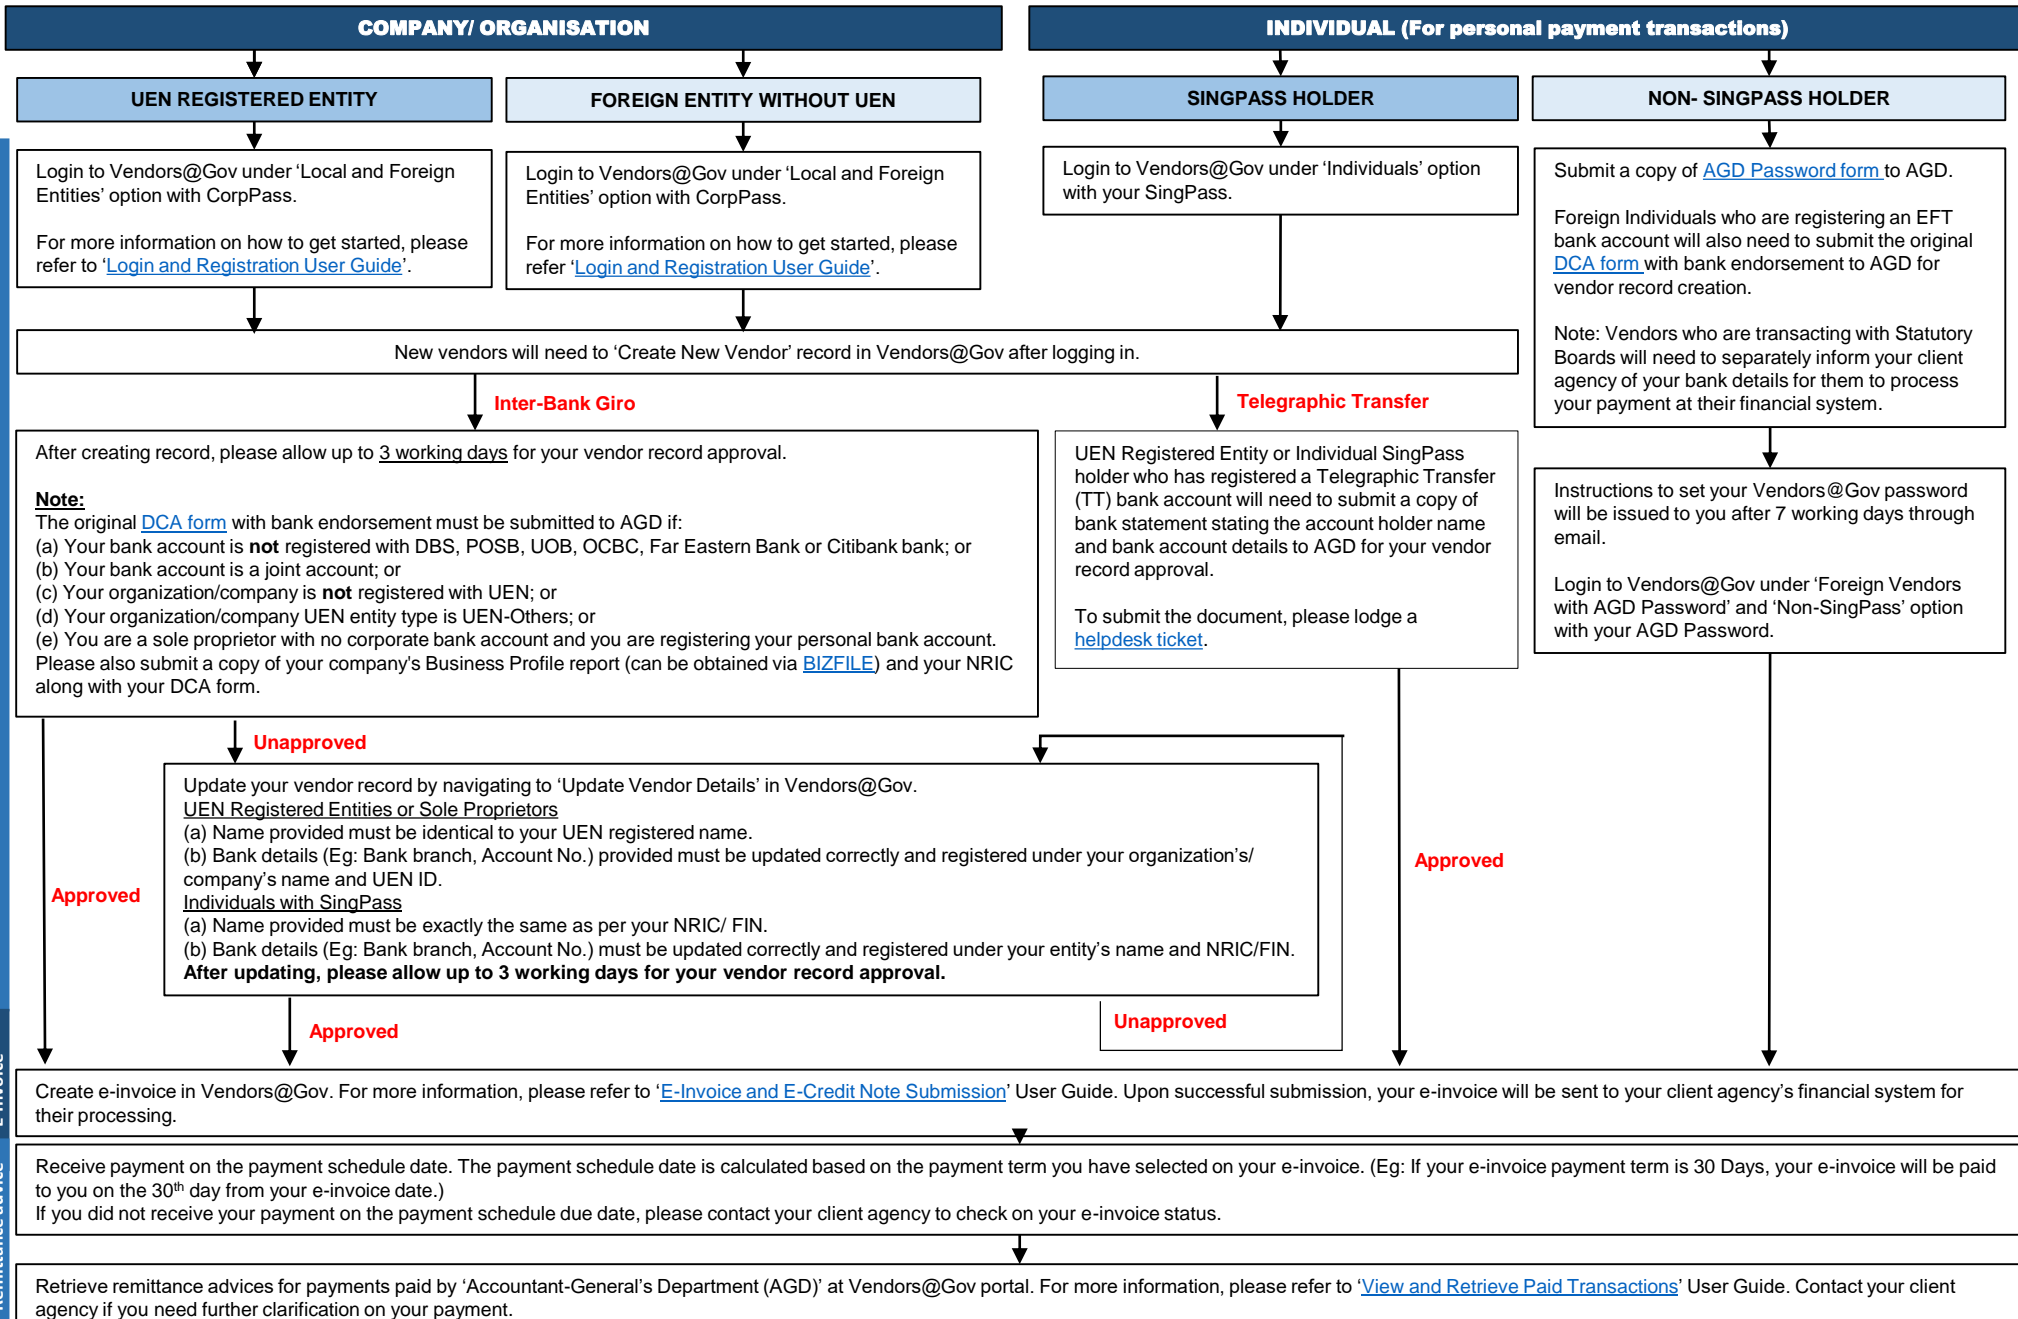 COMPANY/ ORGANISATION
INDIVIDUAL (For personal payment transactions)
UEN REGISTERED ENTITY
FOREIGN ENTITY WITHOUT UEN
SINGPASS HOLDER
NON- SINGPASS HOLDER
Login to Vendors@Gov under ‘Local and Foreign
Entities’ option with CorpPass.
For more information on how to get started, please
refer to ‘Login and Registration User Guide’.
Login to Vendors@Gov under ‘Local and Foreign
Entities’ option with CorpPass.
For more information on how to get started, please
refer ‘Login and Registration User Guide’.
Login to Vendors@Gov under ‘Individuals’ option
with your SingPass.
Submit a copy of AGD Password form to AGD.
Foreign Individuals who are registering an EFT
bank account will also need to submit the original
DCA form with bank endorsement to AGD for
vendor record creation.
Note: Vendors who are transacting with Statutory
Boards will need to separately inform your client
agency of your bank details for them to process
your payment at their financial system.
New vendors will need to ‘Create New Vendor’ record in Vendors@Gov after logging in.
Inter-Bank Giro
Telegraphic Transfer
After creating record, please allow up to 3 working days for your vendor record approval.
Note:
The original DCA form with bank endorsement must be submitted to AGD if:
(a) Your bank account is not registered with DBS, POSB, UOB, OCBC, Far Eastern Bank or Citibank bank; or
(b) Your bank account is a joint account; or
(c) Your organization/company is not registered with UEN; or
(d) Your organization/company UEN entity type is UEN-Others; or
(e) You are a sole proprietor with no corporate bank account and you are registering your personal bank account.
Please also submit a copy of your company's Business Profile report (can be obtained via BIZFILE) and your NRIC
along with your DCA form.
UEN Registered Entity or Individual SingPass
holder who has registered a Telegraphic Transfer
(TT) bank account will need to submit a copy of
bank statement stating the account holder name
and bank account details to AGD for your vendor
record approval.
To submit the document, please lodge a
helpdesk ticket.
Instructions to set your Vendors@Gov password
will be issued to you after 7 working days through
email.
Login to Vendors@Gov under ‘Foreign Vendors
with AGD Password’ and ‘Non-SingPass’ option
with your AGD Password.
Unapproved
Update your vendor record by navigating to ‘Update Vendor Details’ in Vendors@Gov.
UEN Registered Entities or Sole Proprietors
(a) Name provided must be identical to your UEN registered name.
(b) Bank details (Eg: Bank branch, Account No.) provided must be updated correctly and registered under your organization’s/
company’s name and UEN ID.
Individuals with SingPass
(a) Name provided must be exactly the same as per your NRIC/ FIN.
(b) Bank details (Eg: Bank branch, Account No.) must be updated correctly and registered under your entity’s name and NRIC/FIN.
After updating, please allow up to 3 working days for your vendor record approval.
Approved
Approved
Approved
Unapproved
Create e-invoice in Vendors@Gov. For more information, please refer to ‘E-Invoice and E-Credit Note Submission’ User Guide. Upon successful submission, your e-invoice will be sent to your client agency’s financial system for
their processing.
Receive payment on the payment schedule date. The payment schedule date is calculated based on the payment term you have selected on your e-invoice. (Eg: If your e-invoice payment term is 30 Days, your e-invoice will be paid
to you on the 30th day from your e-invoice date.)
If you did not receive your payment on the payment schedule due date, please contact your client agency to check on your e-invoice status.
Retrieve remittance advices for payments paid by ‘Accountant-General’s Department (AGD)’ at Vendors@Gov portal. For more information, please refer to ‘View and Retrieve Paid Transactions’ User Guide. Contact your client
agency if you need further clarification on your payment.